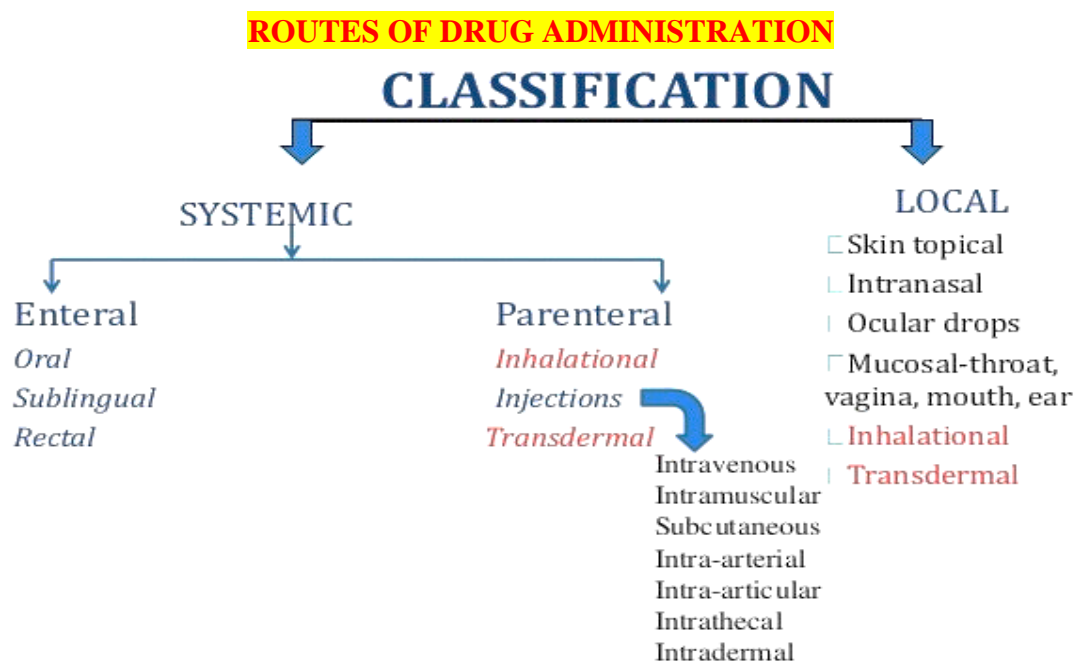 ROUTES OF DRUG ADMINISTRATION
CLASSIFICATION
SYSTEMIC
Enteral
Oral
Sublingual
Rectal
Parenteral
Inhalational
Injections
Transdermal
Intravenous
Intramuscular
Subcutaneous
Intra-arterial
Intra-articular
Intrathecal
Intradermal
LOCAL
Skin topical
Intranasal
Ocular drops
Mucosal-throat,
vagina, mouth, ear
Inhalational
Transdermal